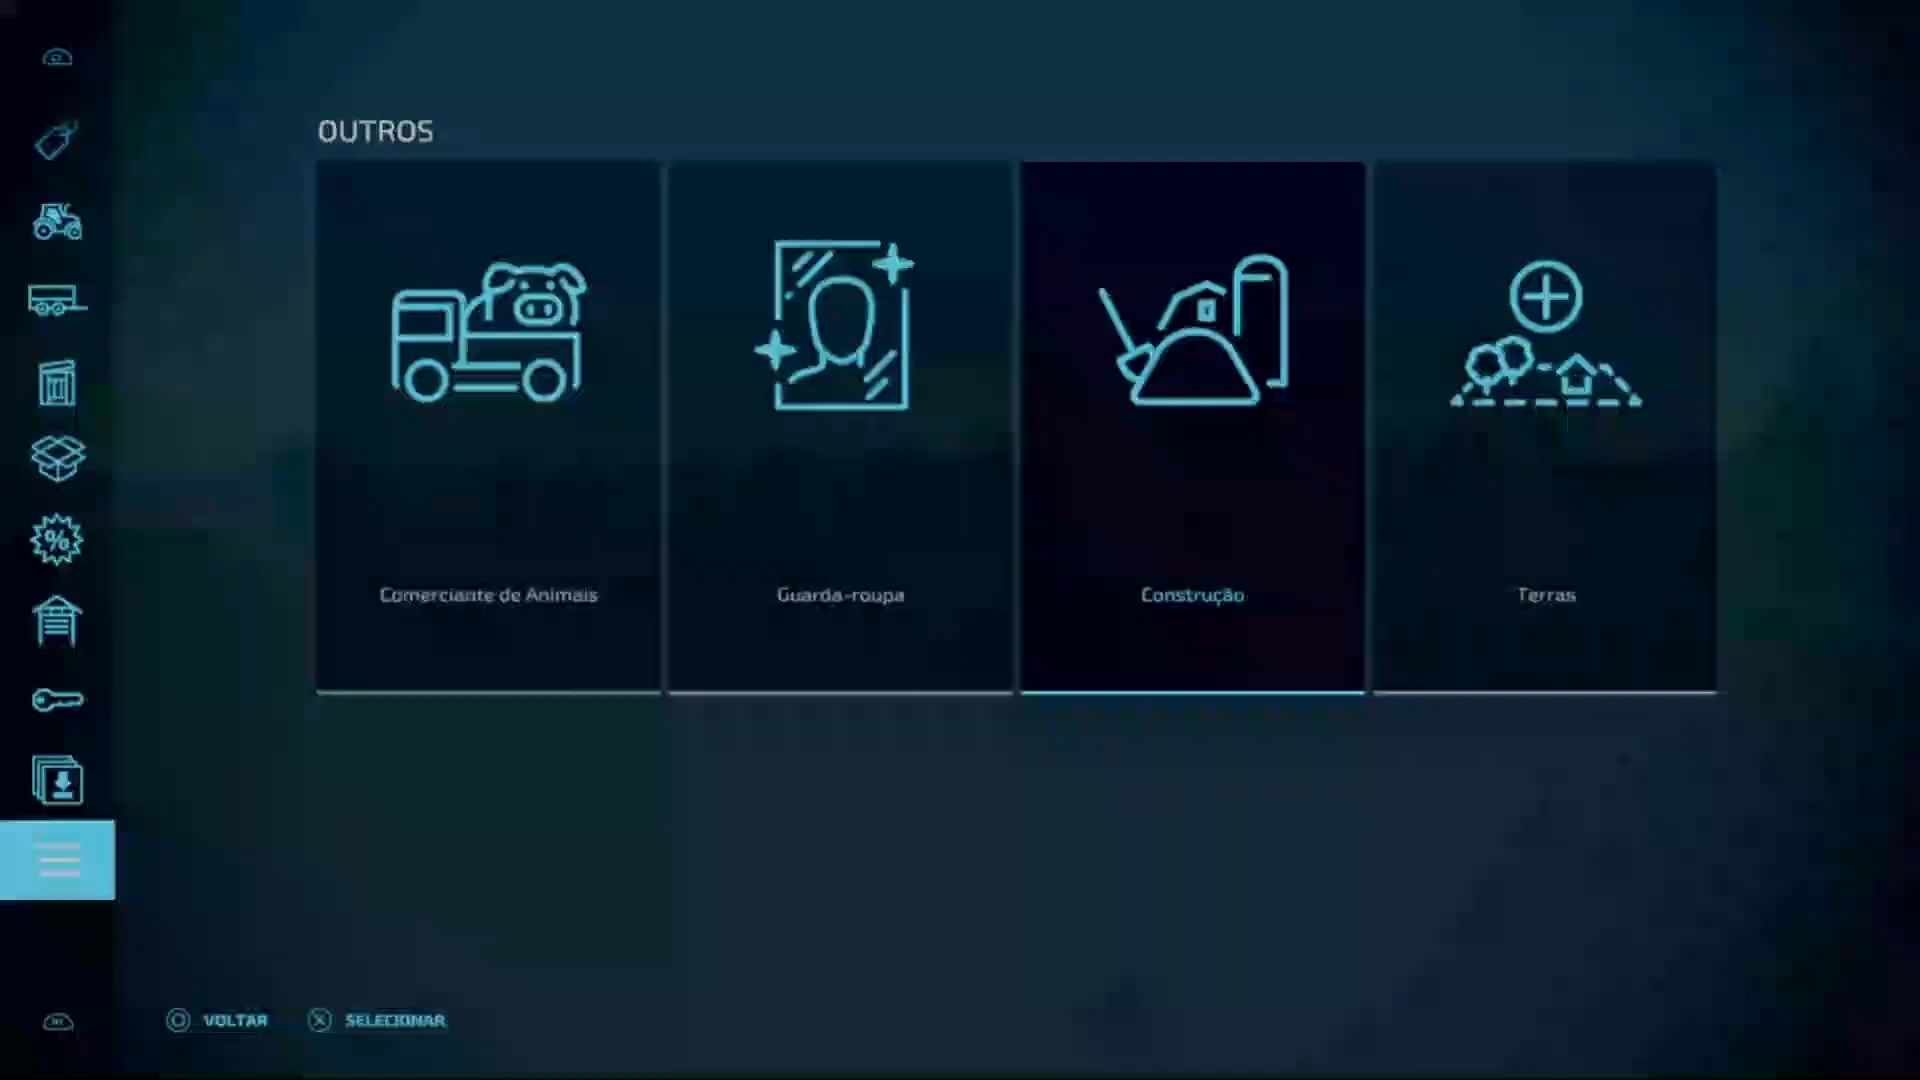 OUTROS
Comerciante de Animais
Guarda-roupa
Construção
Terras
%
VOLTAR
SELECIONAR